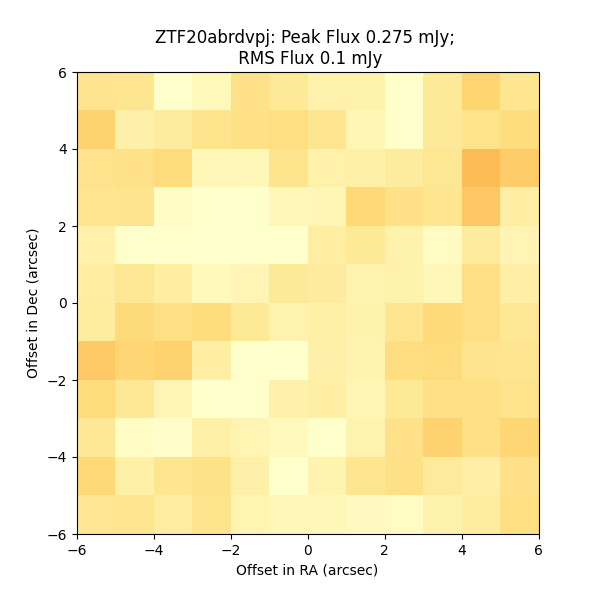 ZTF20abrdvpj: Peak Flux 0.275 mJy;
RMS Flux 0.1 mJy
6
4
2
0
−2
−4
−6
Offset in Dec (arcsec)
−6 −4 −2 0 2 4 6
Offset in RA (arcsec)